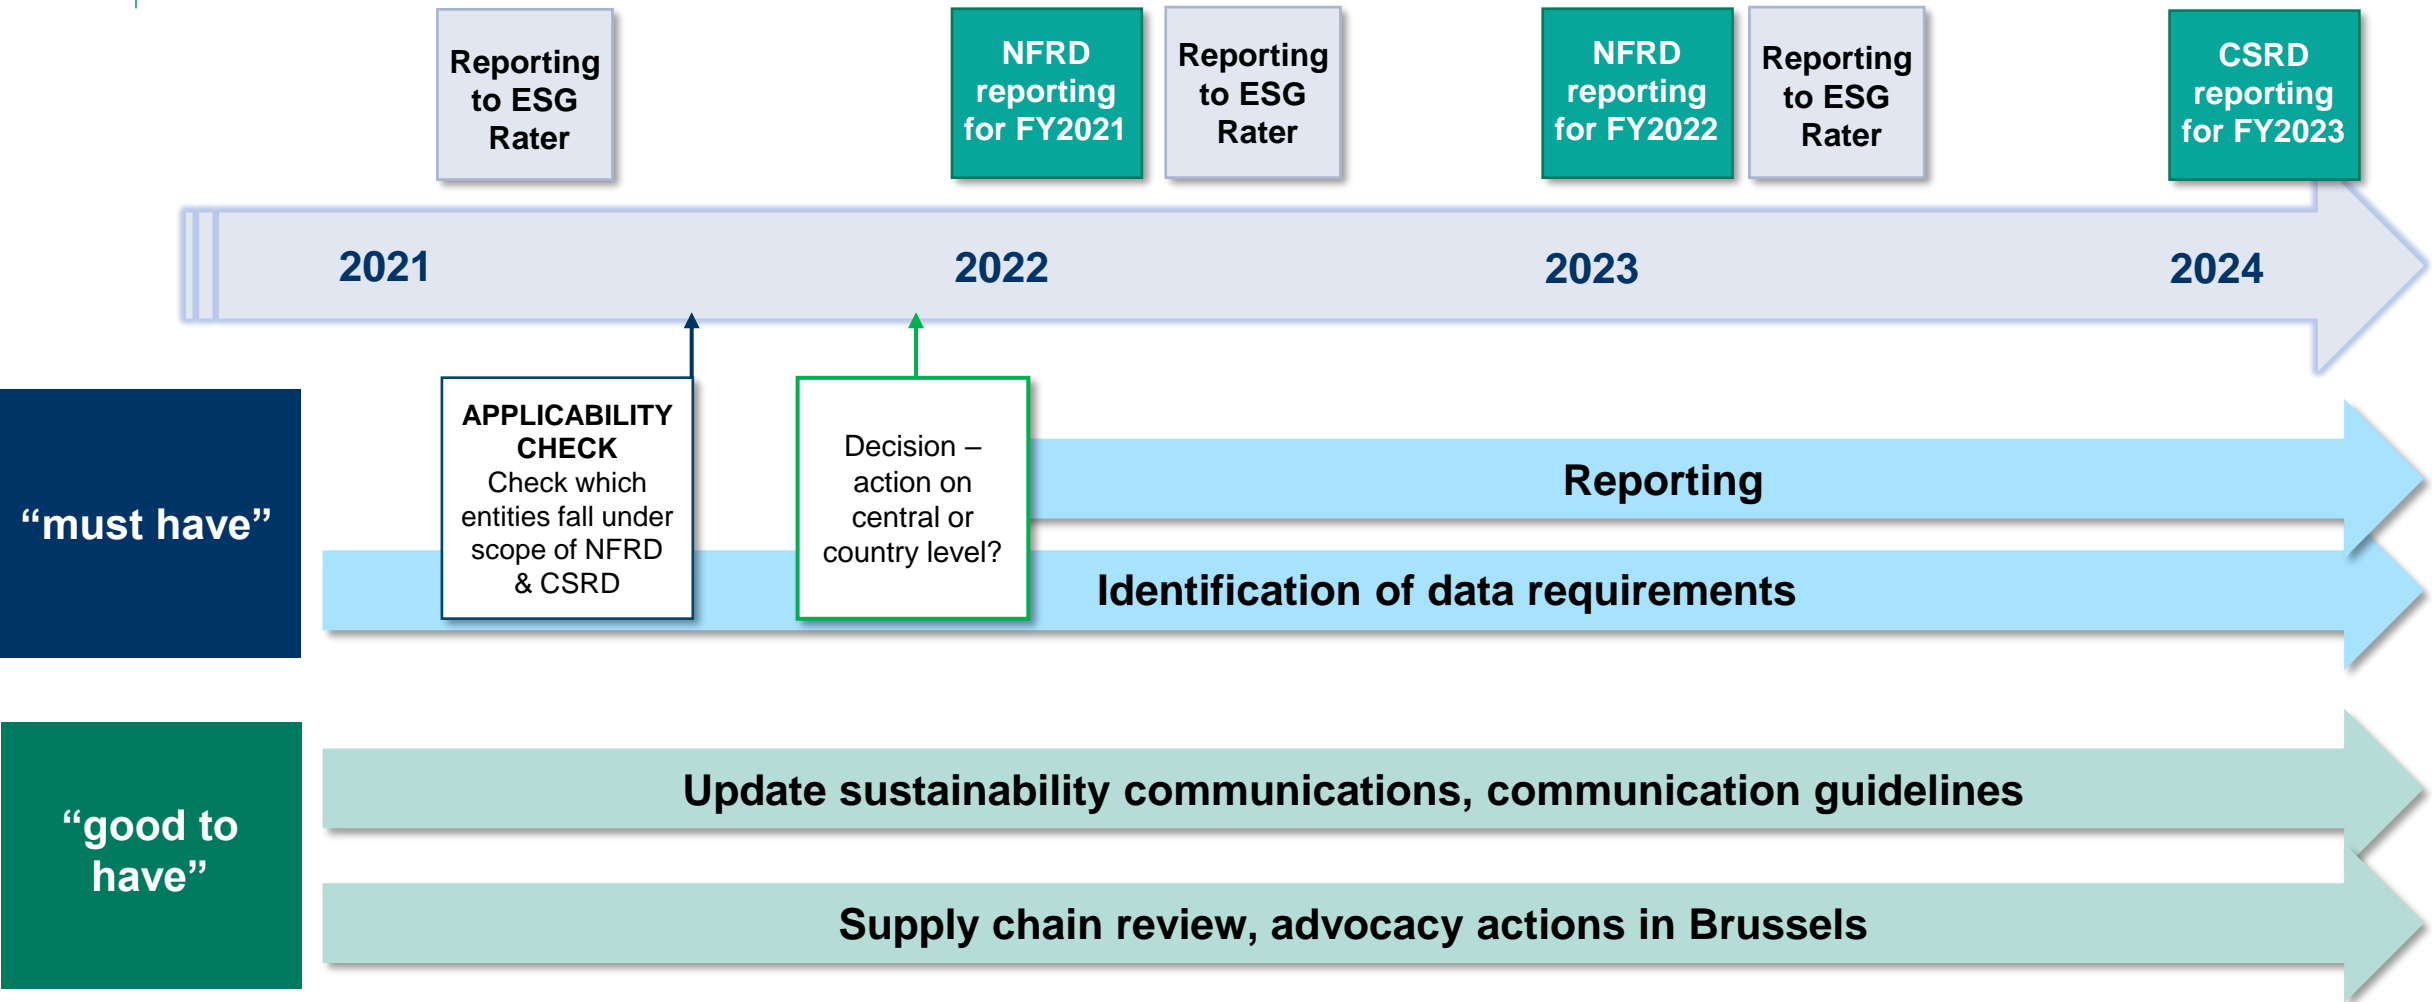 Reporting
to ESG
Rater
NFRD
reporting
for FY2021
Reporting
to ESG
Rater
NFRD
reporting
for FY2022
Reporting
to ESG
Rater
CSRD
reporting
for FY2023
2021
2022
2023
2024
“must have”
APPLICABILITY
CHECK
Check which
entities fall under
scope of NFRD
& CSRD
Decision –
action on
central or
country level?
Reporting
Identification of data requirements
“good to
have”
Update sustainability communications, communication guidelines
Supply chain review, advocacy actions in Brussels